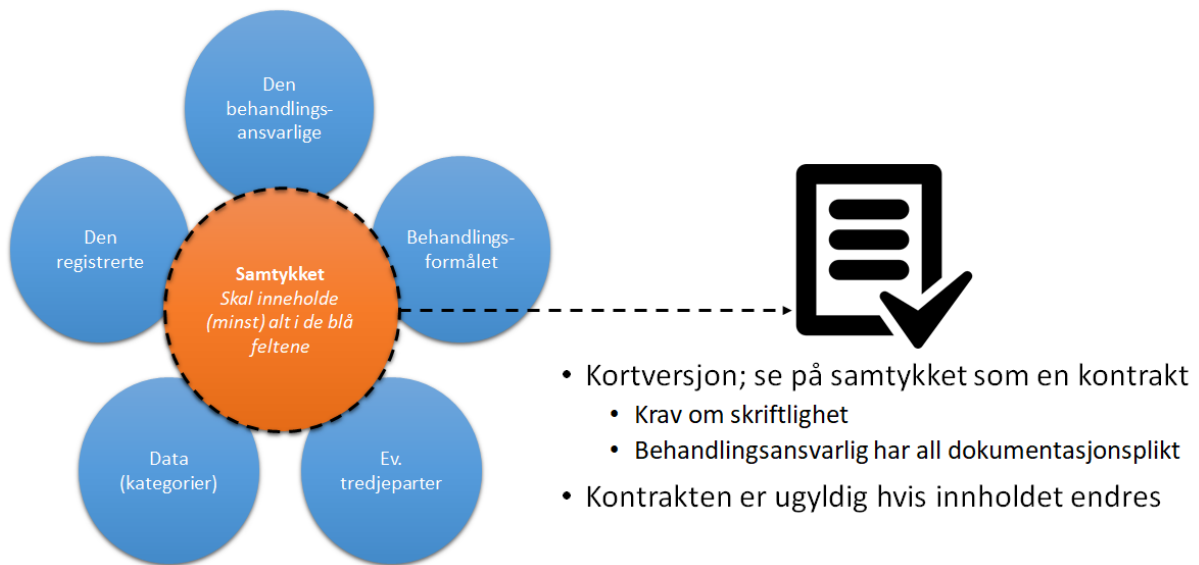 Den
behandlings-
ansvarlige
Den
registrerte
Behandlings-
formålet
Samtykket
Skal inneholde
(minst) alt i de blå
feltene
Data
(kategorier)
Ev.
tredjeparter
• Kortversjon; se på samtykket som en kontrakt
• Krav om skriftlighet
• Behandlingsansvarlig har all dokumentasjonsplikt
• Kontrakten er ugyldig hvis innholdet endres